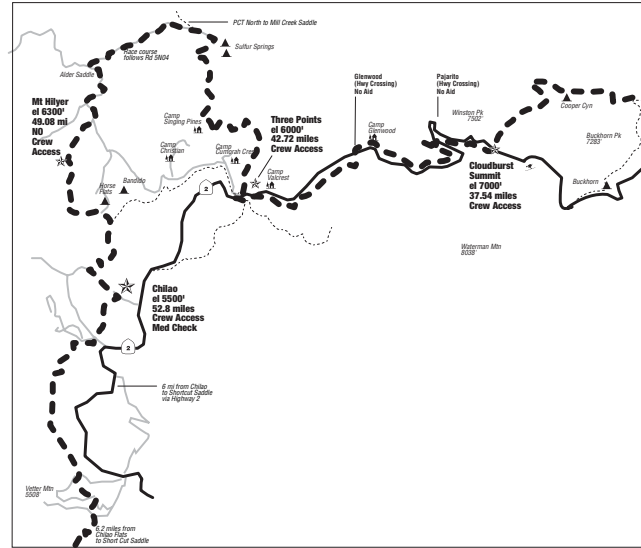 PCT North to Mill Creek Saddle
Race course
follows Rd 5N04
Sulfur Springs
Alder Saddle
Mt Hilyer
el 6300'
49.08 mi
NO
Crew
Access
Camp
Singing Pines
Camp
Christian
Camp
Cumorah Crest
Three Points
el 6000'
42.72 miles
Crew Access
Camp
Valcrest
Glenwood
(Hwy Crossing)
No Aid
Camp
Glenwood
Pajarito
(Hwy Crossing)
No Aid
Winston Pk
7502'
Cooper Cyn
Buckhorn Pk
7283'
Buckhorn
Cloudburst
Summit
el 7000'
37.54 miles
Crew Access
Waterman Mtn
8038'
Horse
Flats
Bandido
2
Chilao
el 5500'
52.8 miles
Crew Access
Med Check
2
6 mi from Chilao
to Shortcut Saddle
via Highway 2
Vetter Mtn
5508'
6.2 miles from
Chilao Flats
to Short Cut Saddle